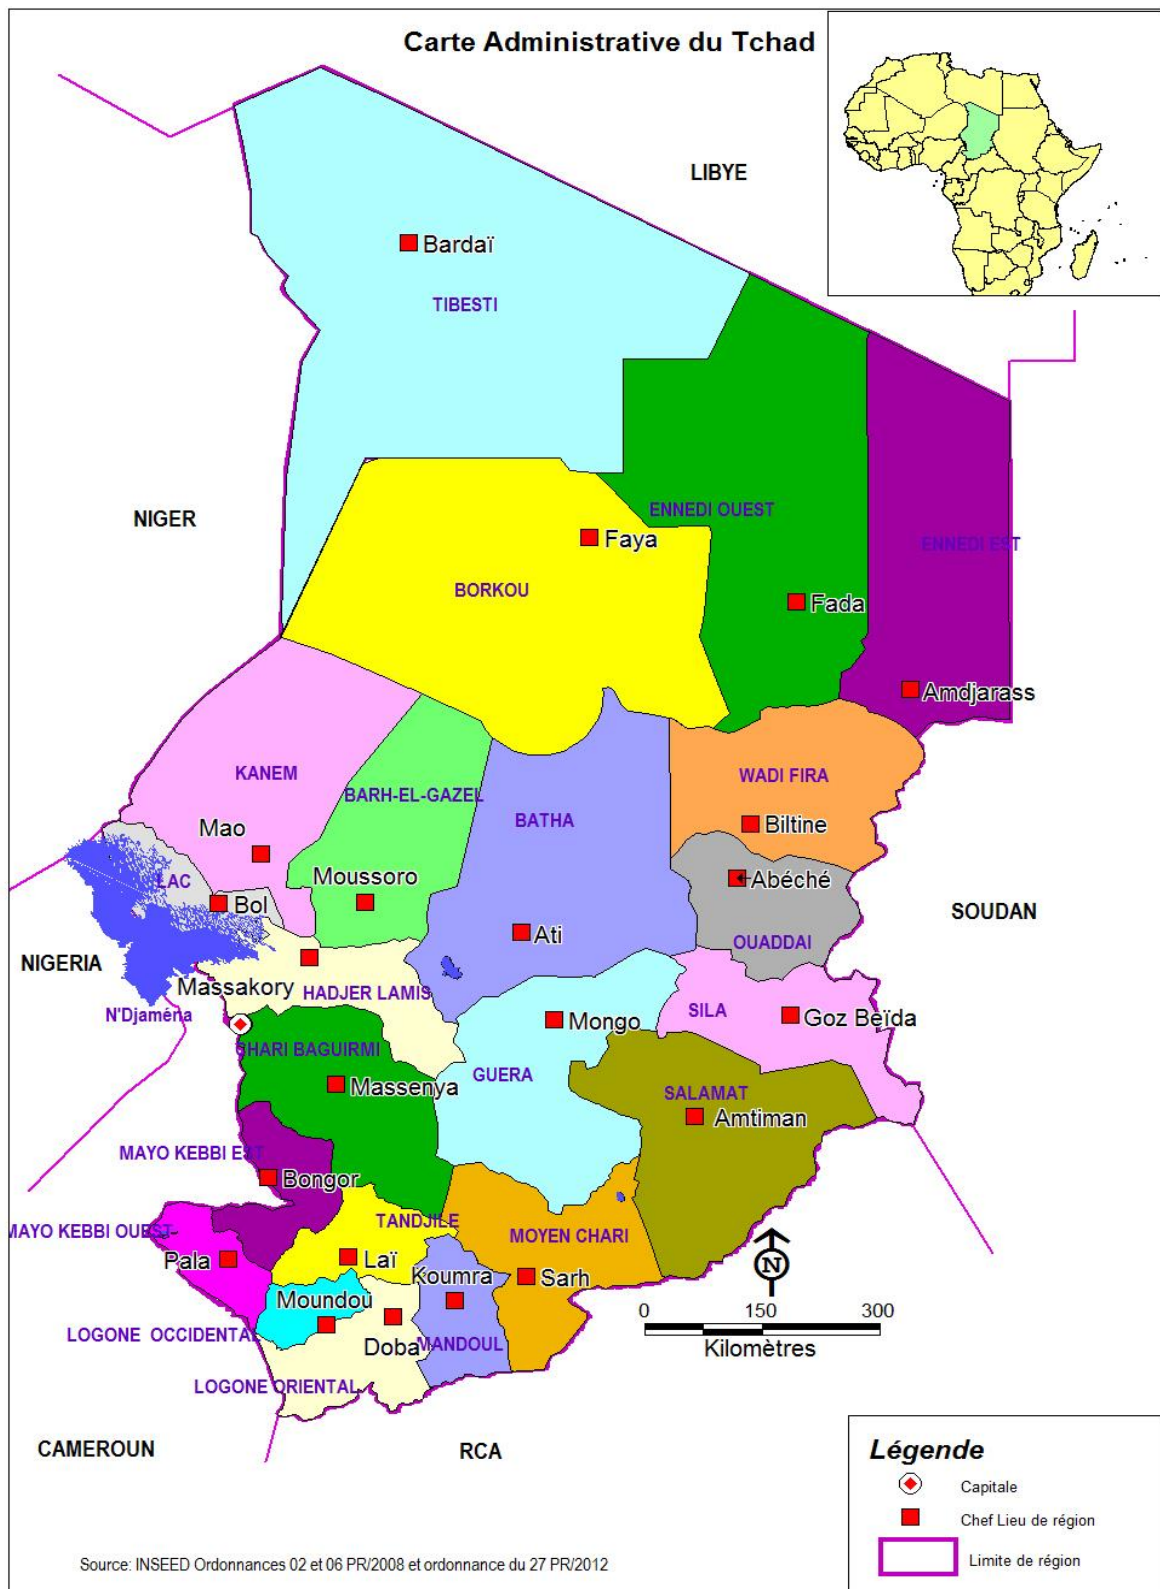 Carte Administrative du Tchad
LIBYE
Bardaï
TIBESTI
NIGER
ENNEDI OUEST
Faya
ENNEDI EST
BORKOU
Fada
Amdjarass
KANEM
WADI FIRA
BARH-EL-GAZEL
BATHA
Mao
Biltine
Moussoro
LAC
Abéché
Bol
SOUDAN
Ati
OUADDAI
NIGERIA
Massakory
HADJER LAMIS
N'Djaména
SILA
Goz Beïda
Mongo
CHARI BAGUIRMI
GUERA
Massenya
SALAMAT
Amtiman
MAYO KEBBI EST
Bongor
TANDJILE
MAYO KEBBI OUEST
MOYEN CHARI
Pala
Laï
N
Koumra
Sarh
Moundou
0 150 300
LOGONE OCCIDENTAL
Doba
MANDOUL
Kilomètres
LOGONE ORIENTAL
CAMEROUN
RCA
Légende
Capitale
Chef Lieu de région
Limite de région
Source: INSEED Ordonnances 02 et 06 PR/2008 et ordonnance du 27 PR/2012